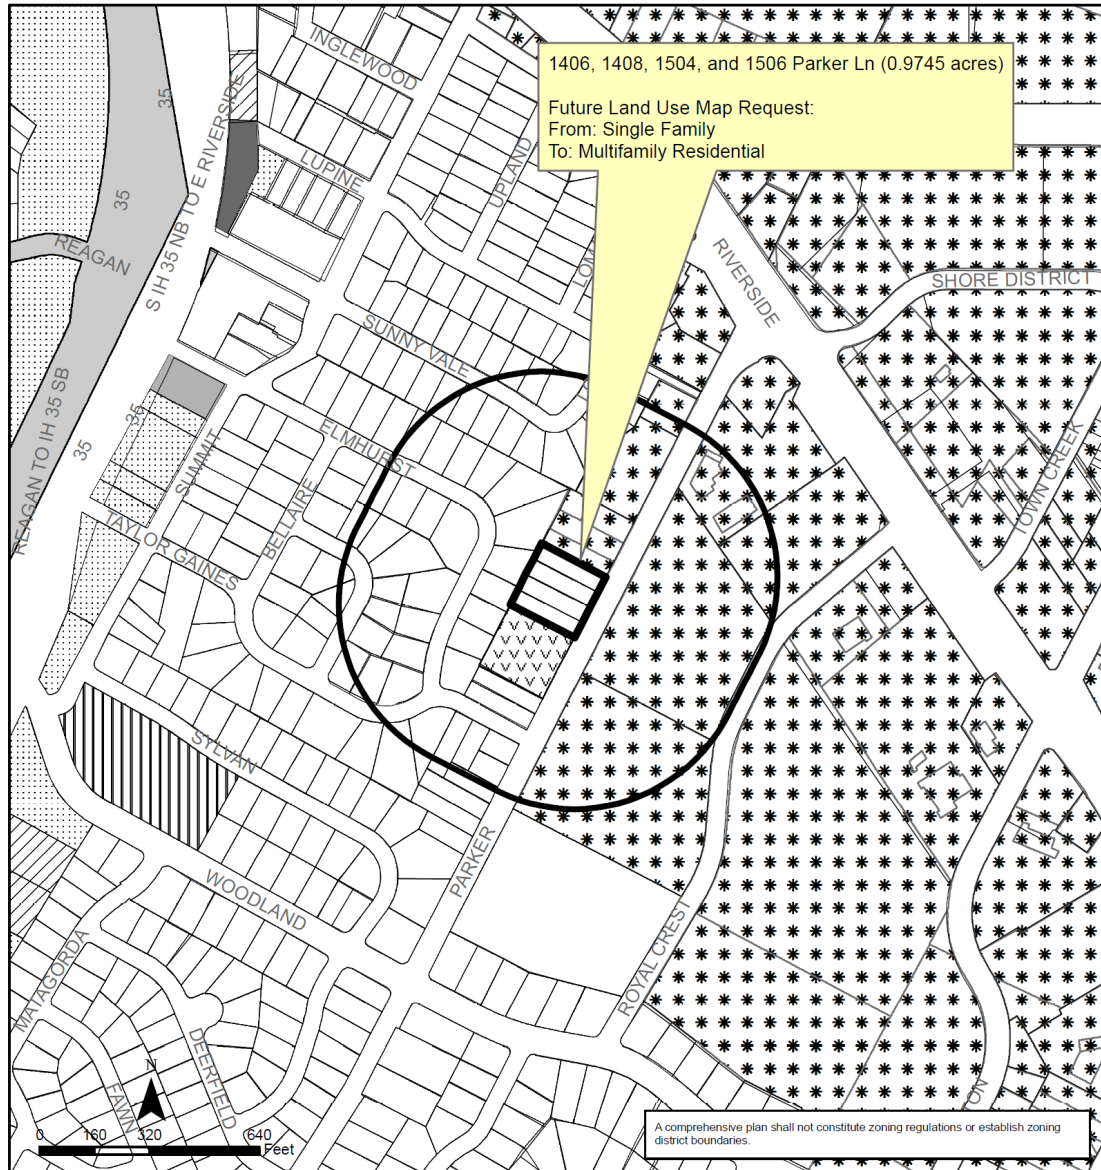 1406, 1408, 1504, and 1506 Parker Ln (0.9745 acres)
Future Land Use Map Request:
From: Single Family
To: Multifamily Residential
INGLEWOOD
35
S IH 35 NB TO E RIVERSIDE
LUPINE
UPLAND
35
REAGAN
RIVERSIDE
SHORE DISTRICT
SUNNY VALE
REAGAN TO IH 35 SB
35
35
SUMMIT
ELMHURST
BELLAIRE
TOWN CREEK
TAYLOR GAINES
SYLVAN
PARKER
WOODLAND
ROYAL CREST
MATAGORDA
DEERFIELD
FAWN
N
0 160 320 640
Feet
A comprehensive plan shall not constitute zoning regulations or establish zoning
district boundaries.